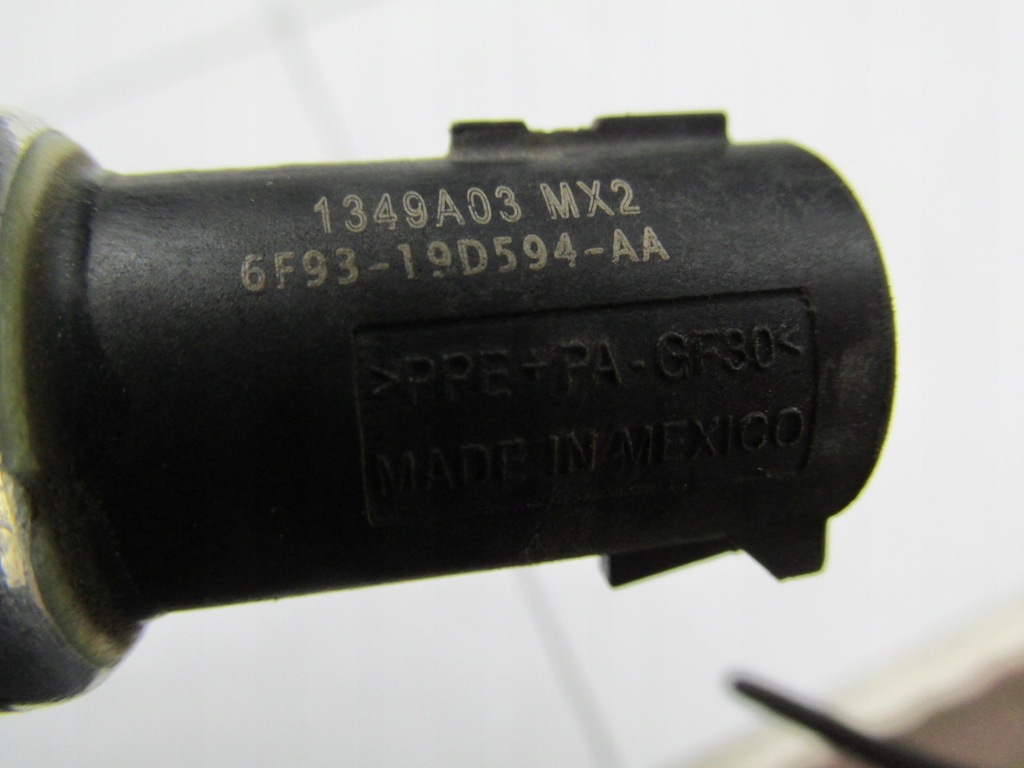 1349A03 MX2
6F93-19D594-AA
>PPE+PA-GF30<
MADE IN MEXICO